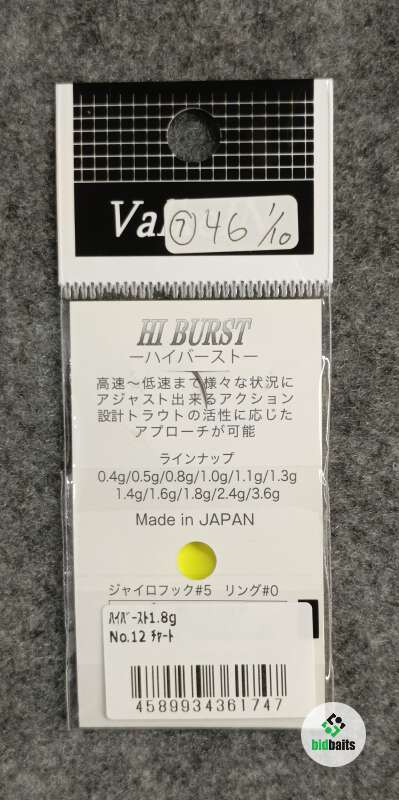 Val
⑦ 46 1/10
HI BURST
ーハイバーストー
高速〜低速まで様々な状況に
アジャスト出来るアクション
設計トラウトの活性に応じた
アプローチが可能
ラインナップ
0.4g/0.5g/0.8g/1.0g/1.1g/1.3g
1.4g/1.6g/1.8g/2.4g/3.6g
Made in JAPAN
ジャイロフック#5 リング#0
ﾊｲﾊﾞｰｽﾄ1.8g
No.12 ﾁｬｰﾄ
4589934361747
bidbaits